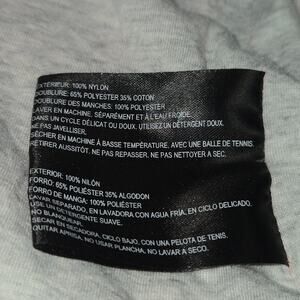 EXTÉRIEUR: 100% NYLON
DOUBLURE: 65% POLYESTER 35% COTON
DOUBLURE DES MANCHES: 100% POLYESTER
LAVER EN MACHINE, SÉPARÉMENT ET À L'EAU FROIDE,
DANS UN CYCLE DÉLICAT OU DOUX. UTILISEZ UN DÉTERGENT DOUX.
NE PAS JAVELLISER.
SÉCHER EN MACHINE À BASSE TEMPÉRATURE, AVEC UNE BALLE DE TENNIS.
RETIRER AUSSITÔT. NE PAS REPASSER. NE PAS NETTOYER A SEC.
EXTERIOR: 100% NILÓN
FORRO: 65% POLIÉSTER 35% ALGODÓN
FORRO DE MANGA: 100% POLIÉSTER
LAVAR SEPARADO, EN LAVADORA CON AGUA FRÍA, EN CICLO DELICADO.
USE UN DETERGENTE SUAVE.
NO BLANQUEAR.
SECAR EN SECADORA, CICLO BAJO, CON UNA PELOTA DE TENIS.
QUITAR APRISA. NO USAR PLANCHA. NO LAVAR A SECO.